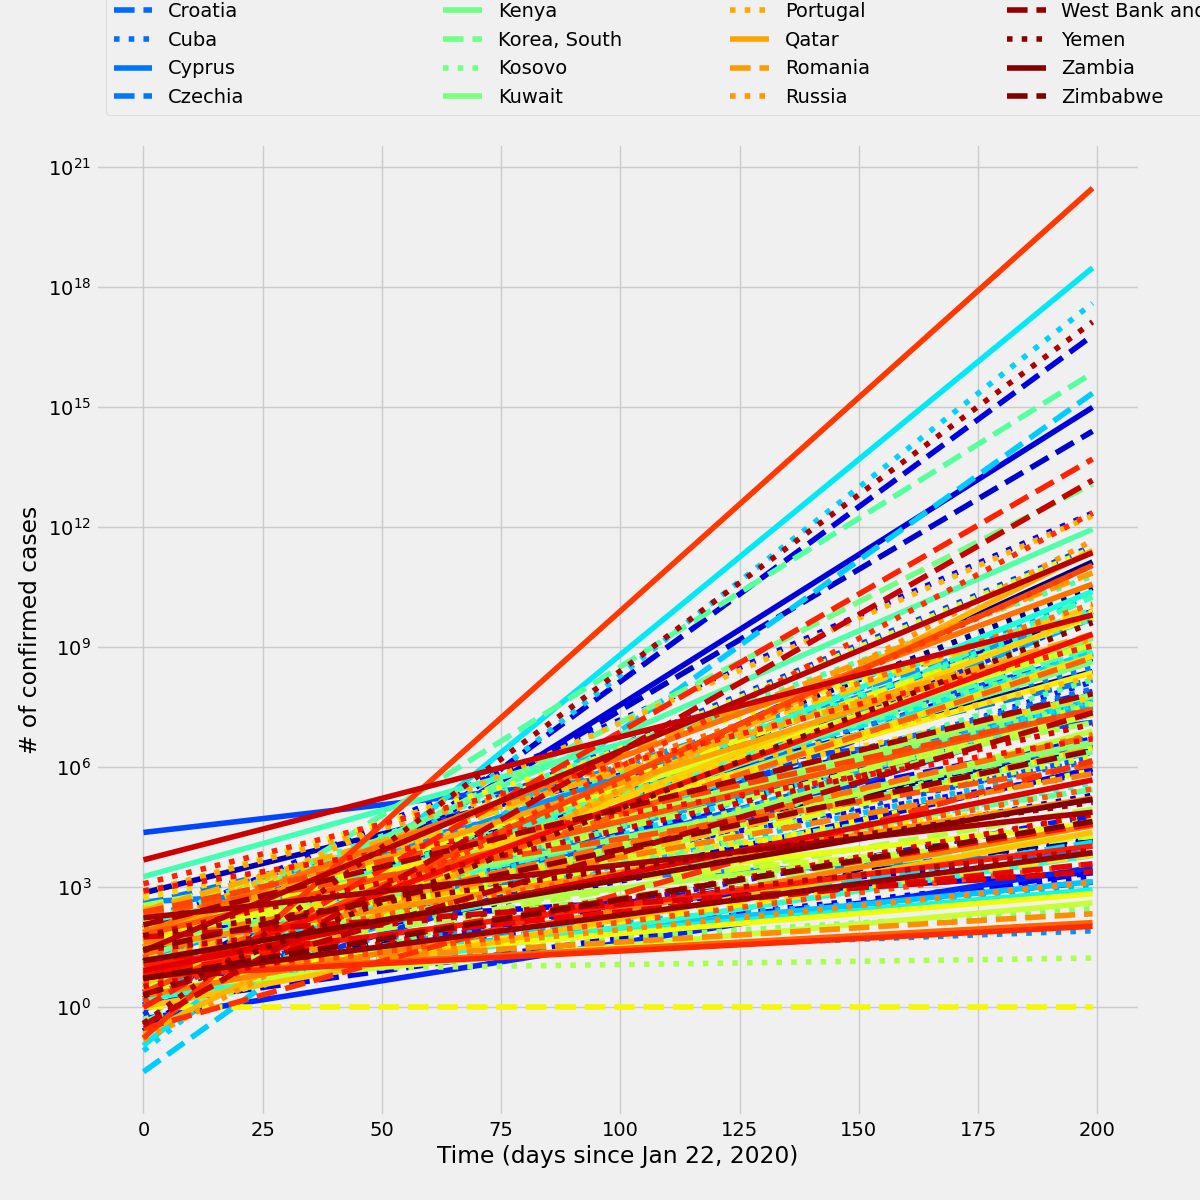 Croatia Kenya Portugal West Bank and
Cuba Korea, South Qatar Yemen
Cyprus Kosovo Romania Zambia
Czechia Kuwait Russia Zimbabwe
10^21
10^18
10^15
10^12
10^9
10^6
10^3
10^0
# of confirmed cases
0 25 50 75 100 125 150 175 200
Time (days since Jan 22, 2020)